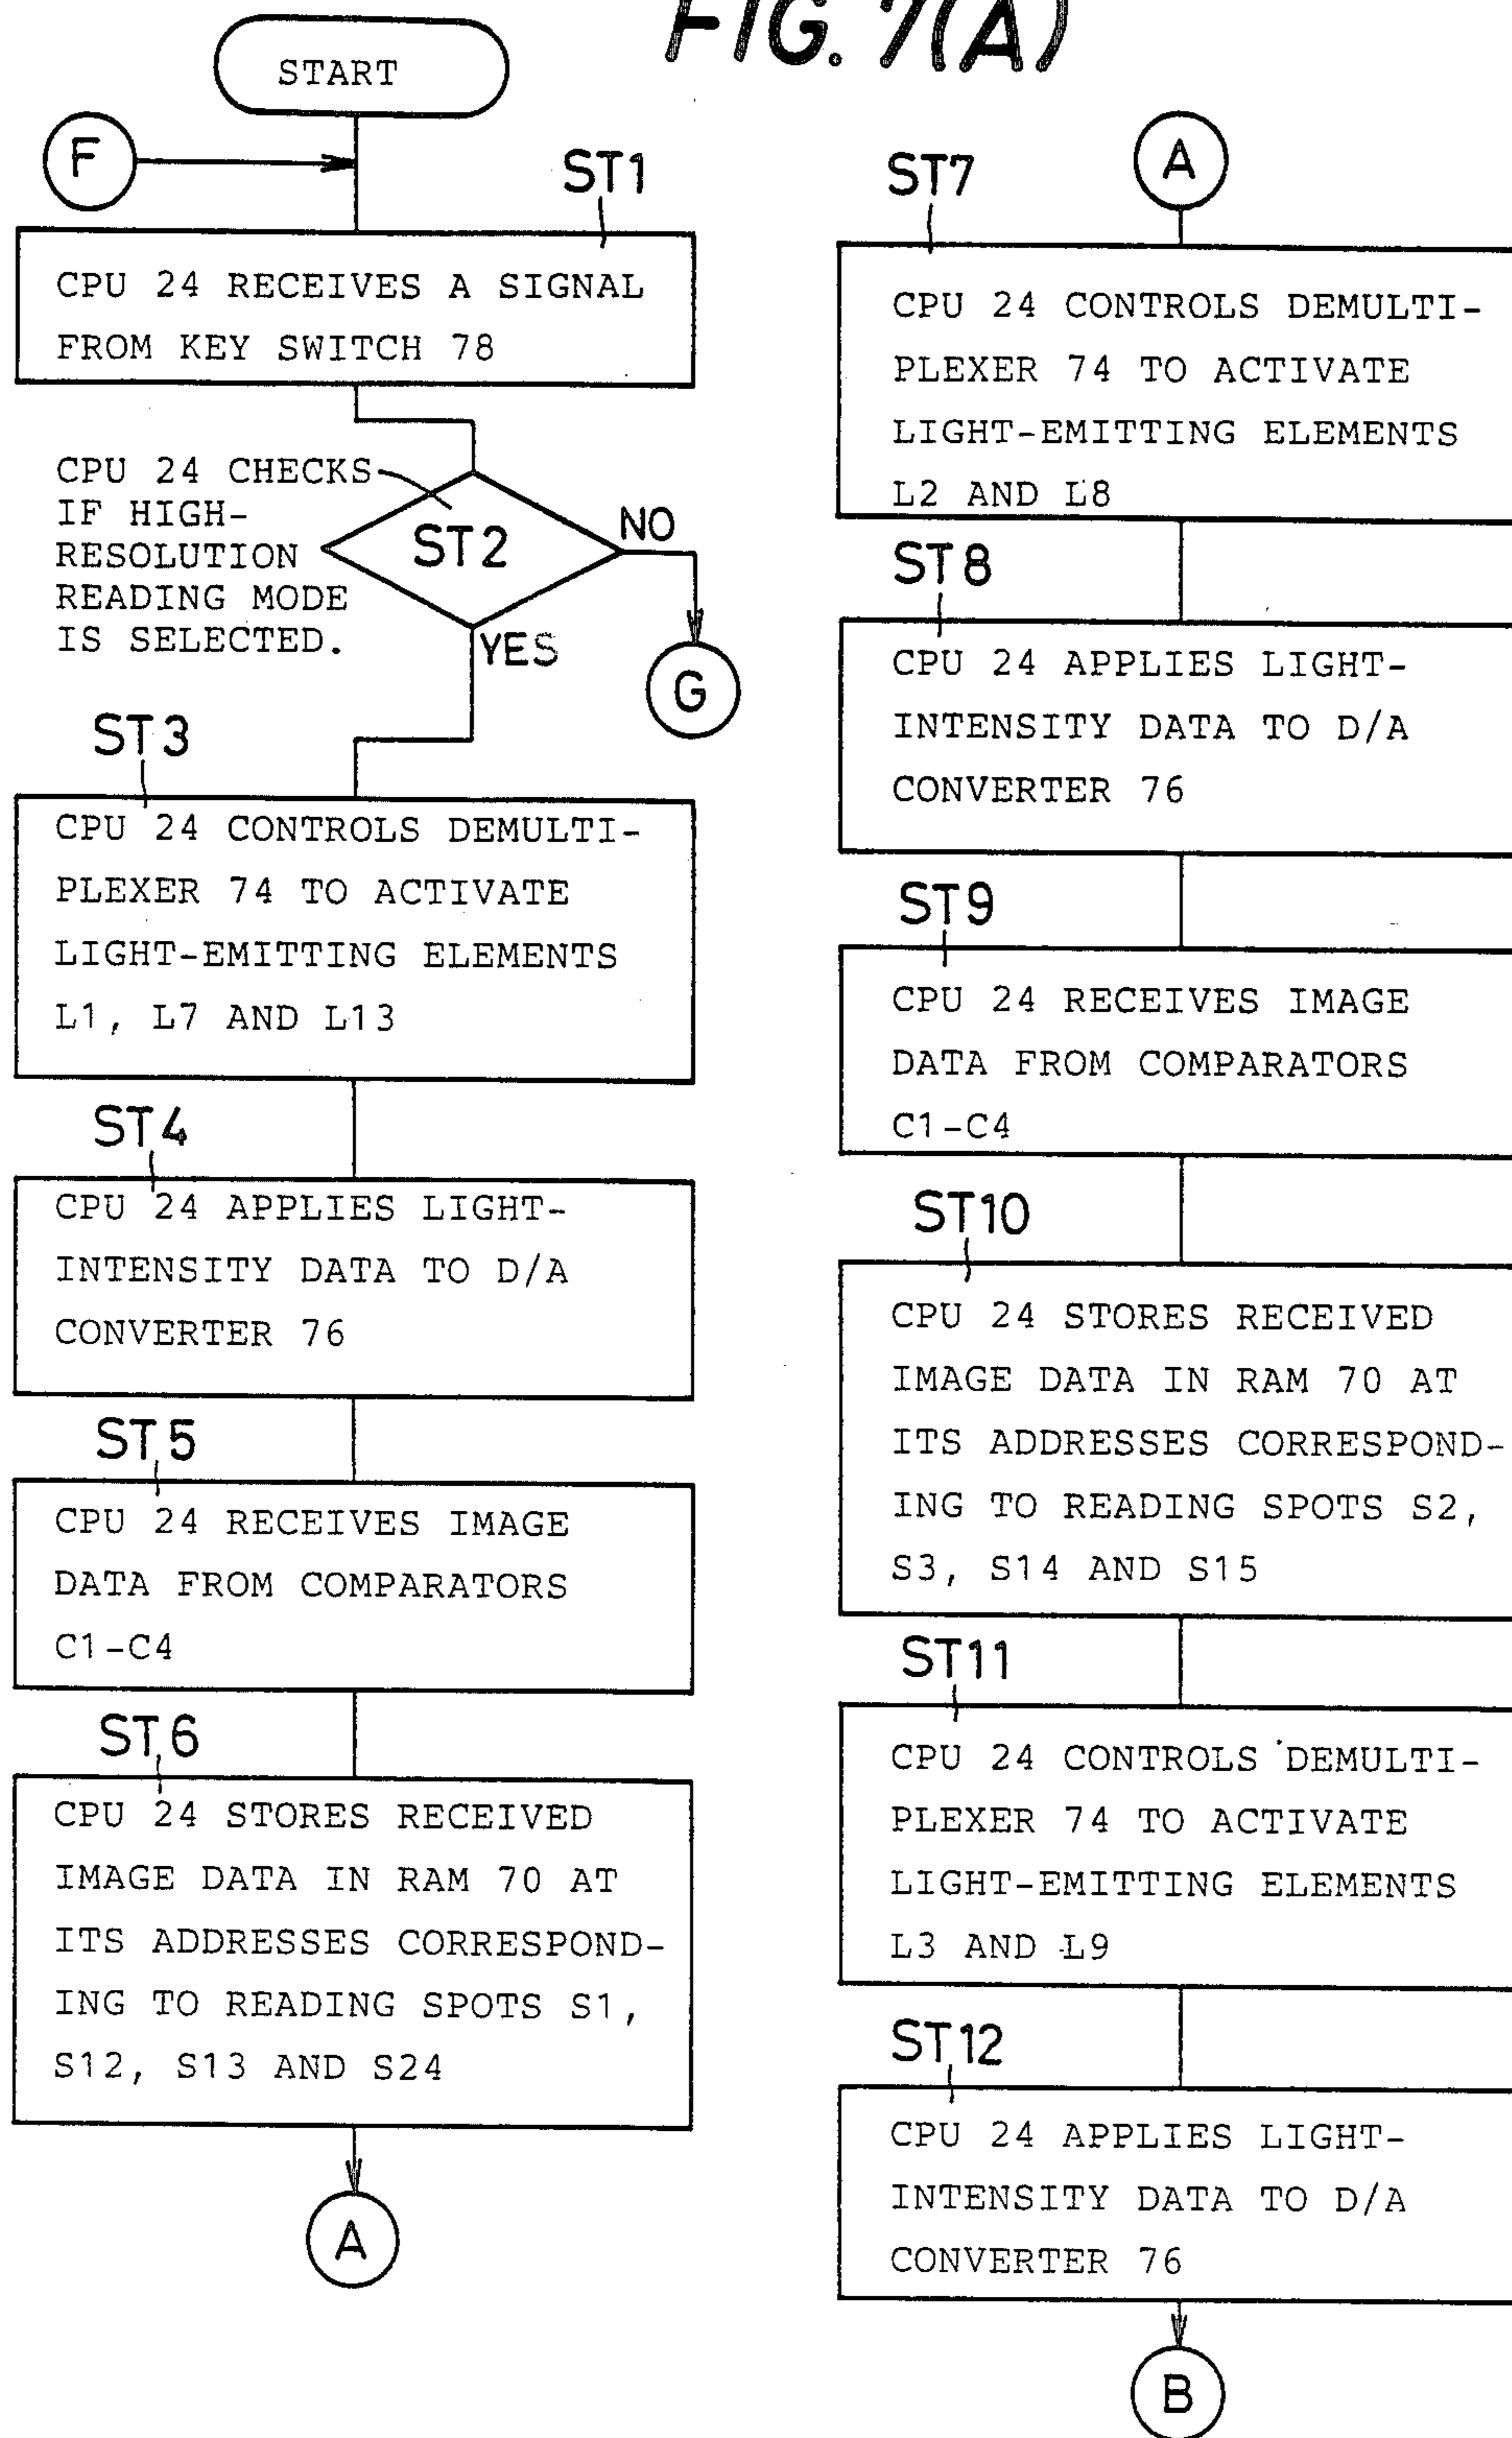 FIG. 7(A)
START
F
ST1
CPU 24 RECEIVES A SIGNAL
FROM KEY SWITCH 78
CPU 24 CHECKS
IF HIGH-
RESOLUTION
READING MODE
IS SELECTED.
ST2
NO
YES
G
ST3
CPU 24 CONTROLS DEMULTI-
PLEXER 74 TO ACTIVATE
LIGHT-EMITTING ELEMENTS
L1, L7 AND L13
ST4
CPU 24 APPLIES LIGHT-
INTENSITY DATA TO D/A
CONVERTER 76
ST5
CPU 24 RECEIVES IMAGE
DATA FROM COMPARATORS
C1-C4
ST6
CPU 24 STORES RECEIVED
IMAGE DATA IN RAM 70 AT
ITS ADDRESSES CORRESPOND-
ING TO READING SPOTS S1,
S12, S13 AND S24
A
A
ST7
CPU 24 CONTROLS DEMULTI-
PLEXER 74 TO ACTIVATE
LIGHT-EMITTING ELEMENTS
L2 AND L8
ST8
CPU 24 APPLIES LIGHT-
INTENSITY DATA TO D/A
CONVERTER 76
ST9
CPU 24 RECEIVES IMAGE
DATA FROM COMPARATORS
C1-C4
ST10
CPU 24 STORES RECEIVED
IMAGE DATA IN RAM 70 AT
ITS ADDRESSES CORRESPOND-
ING TO READING SPOTS S2,
S3, S14 AND S15
ST11
CPU 24 CONTROLS DEMULTI-
PLEXER 74 TO ACTIVATE
LIGHT-EMITTING ELEMENTS
L3 AND L9
ST12
CPU 24 APPLIES LIGHT-
INTENSITY DATA TO D/A
CONVERTER 76
B